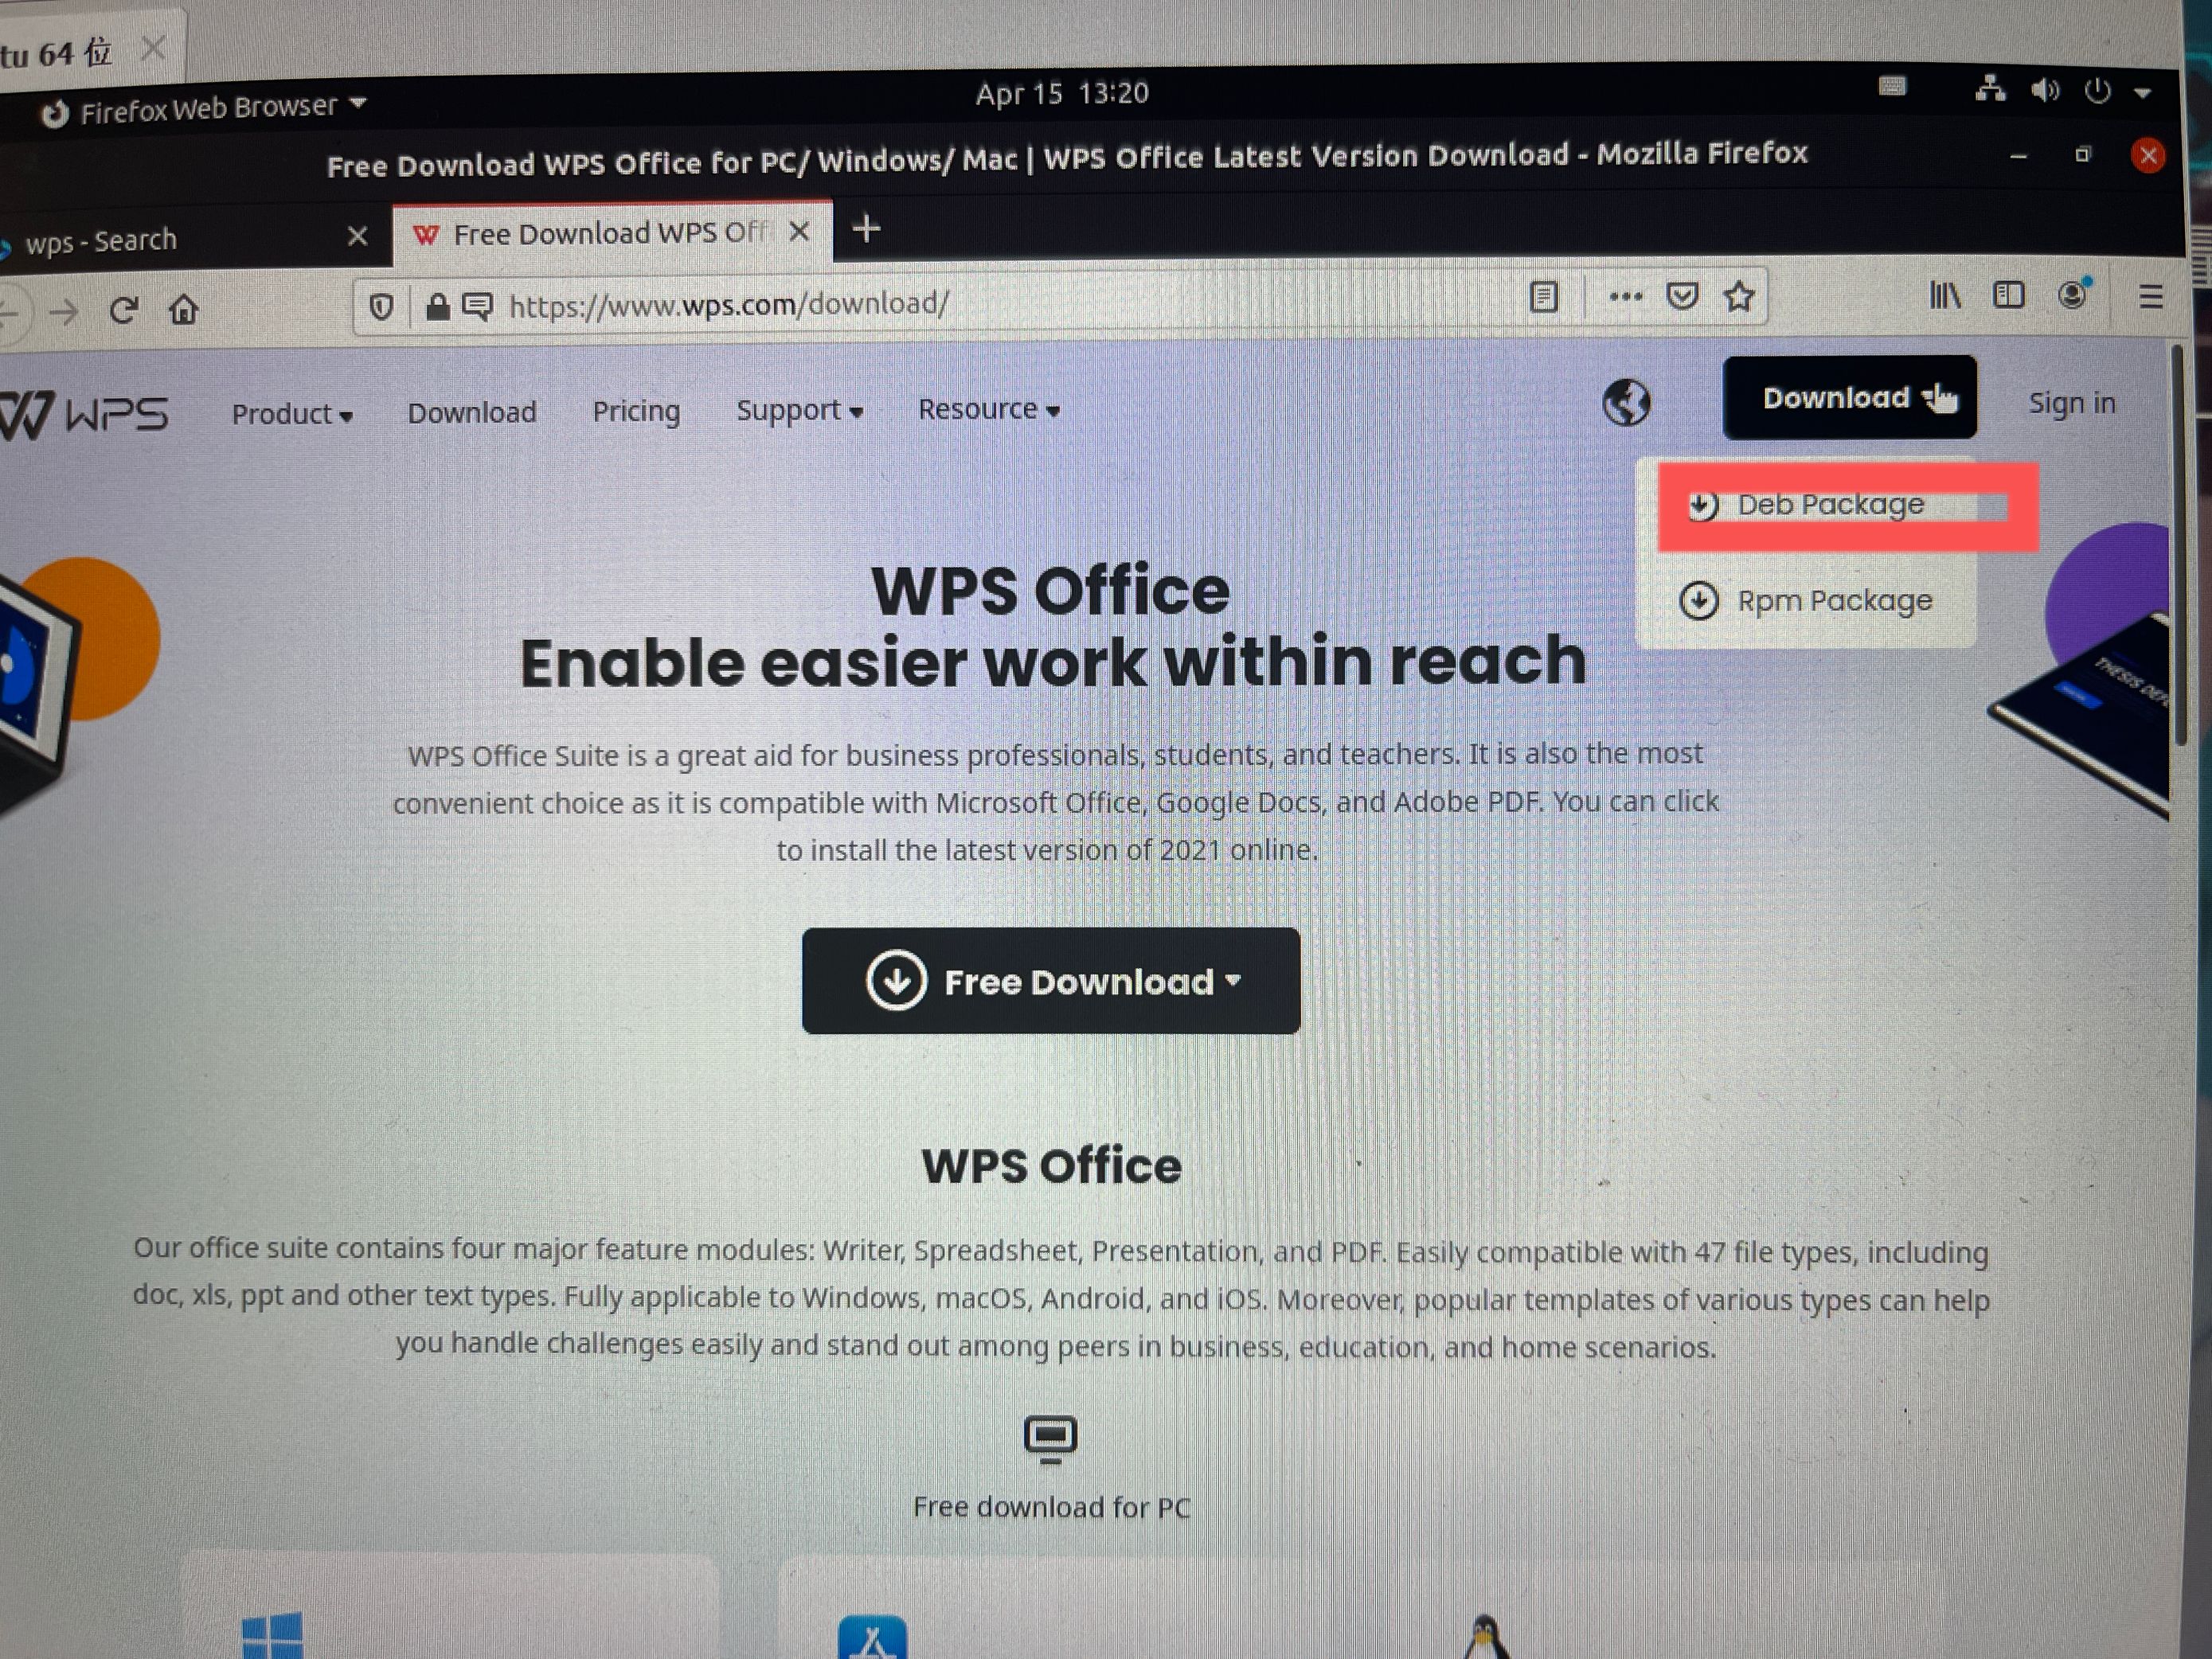 tu 64 位
Firefox Web Browser
Apr 15 13:20
Free Download WPS Office for PC/ Windows/ Mac | WPS Office Latest Version Download - Mozilla Firefox
wps - Search
Free Download WPS Off
https://www.wps.com/download/
WPS
Product
Download
Pricing
Support
Resource
Download
Sign in
Deb Package
Rpm Package
WPS Office
Enable easier work within reach
THESIS DEF
WPS Office Suite is a great aid for business professionals, students, and teachers. It is also the most
convenient choice as it is compatible with Microsoft Office, Google Docs, and Adobe PDF. You can click
to install the latest version of 2021 online.
Free Download
WPS Office
Our office suite contains four major feature modules: Writer, Spreadsheet, Presentation, and PDF. Easily compatible with 47 file types, including
doc, xls, ppt and other text types. Fully applicable to Windows, macOS, Android, and iOS. Moreover, popular templates of various types can help
you handle challenges easily and stand out among peers in business, education, and home scenarios.
Free download for PC